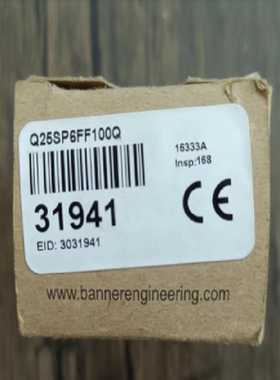 Q25SP6FF100Q
16333A
Insp:168
31941
CE
EID: 3031941
www.bannerengineering.com